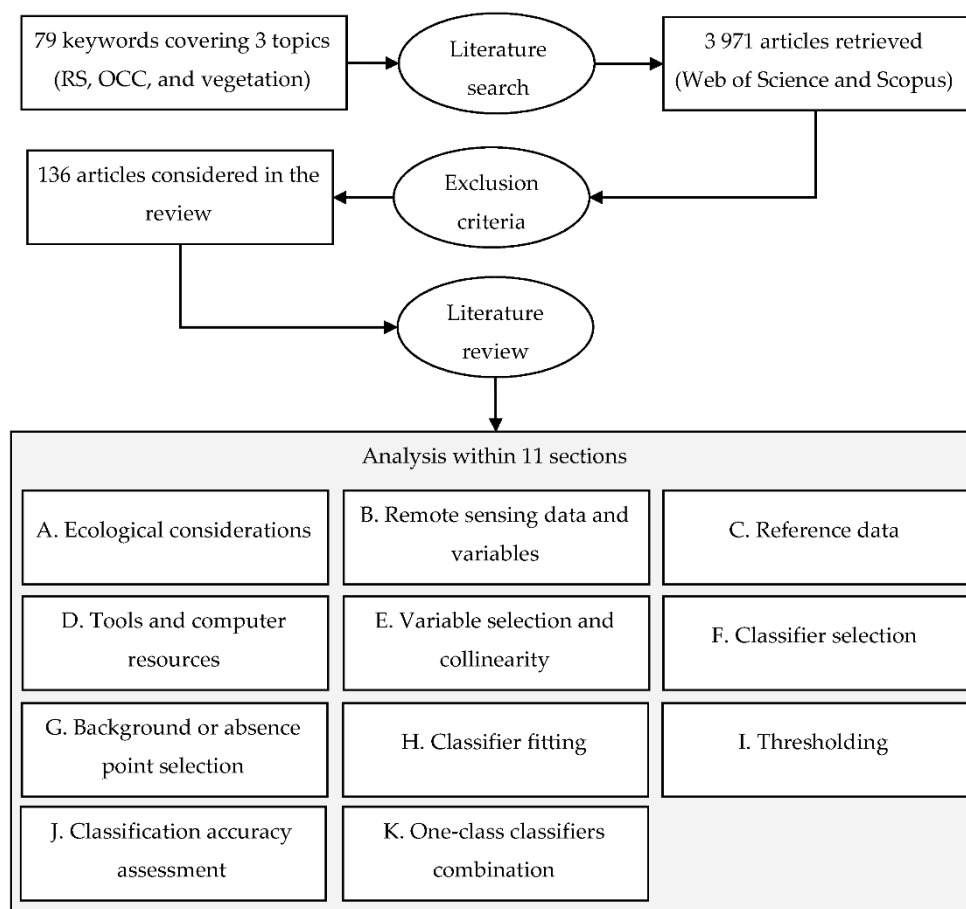 79 keywords covering 3 topics
(RS, OCC, and vegetation)
Literature
search
3 971 articles retrieved
(Web of Science and Scopus)
136 articles considered in the
review
Exclusion
criteria
Literature
review
Analysis within 11 sections
A. Ecological considerations
B. Remote sensing data and
variables
C. Reference data
D. Tools and computer
resources
E. Variable selection and
collinearity
F. Classifier selection
G. Background or absence
point selection
H. Classifier fitting
I. Thresholding
J. Classification accuracy
assessment
K. One-class classifiers
combination